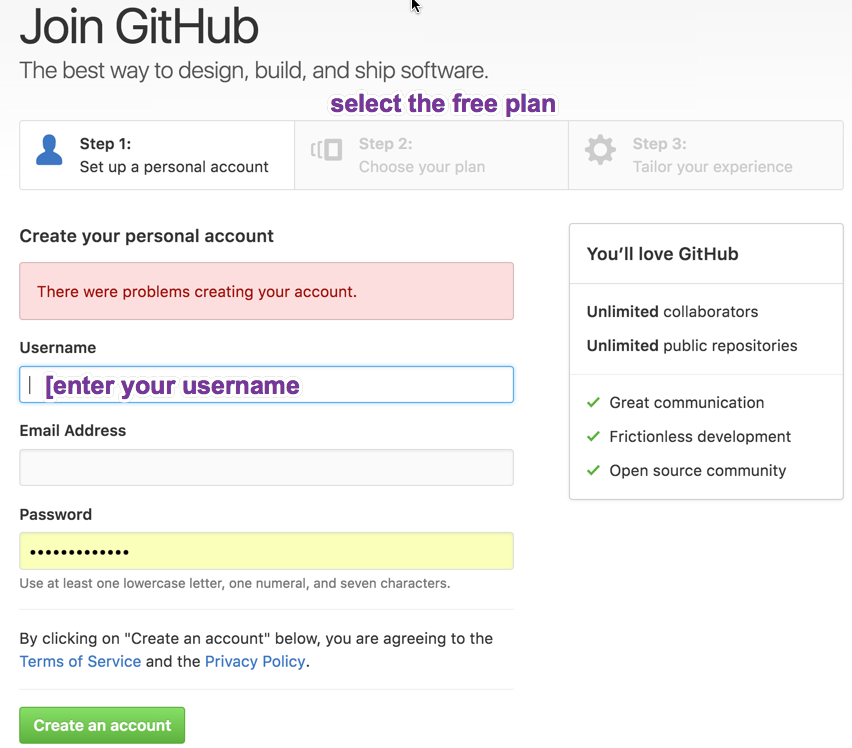 Join GitHub
The best way to design, build, and ship software.
select the free plan
Step 1:
Set up a personal account
Step 2:
Choose your plan
Step 3:
Tailor your experience
Create your personal account
There were problems creating your account.
Username
[enter your username
Email Address
Password
•••••••••••••
Use at least one lowercase letter, one numeral, and seven characters.
By clicking on "Create an account" below, you are agreeing to the
Terms of Service and the Privacy Policy.
Create an account
You’ll love GitHub
Unlimited collaborators
Unlimited public repositories
Great communication
Frictionless development
Open source community